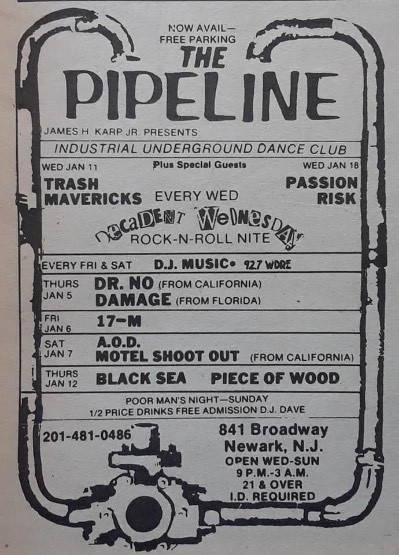 NOW AVAIL—
FREE PARKING
THE
PIPELINE
JAMES H. KARP JR. PRESENTS
INDUSTRIAL UNDERGROUND DANCE CLUB
WED JAN 11 Plus Special Guests WED JAN 18
TRASH PASSION
MAVERICKS EVERY WED RISK
DecADENT WedNesDAY
ROCK-N-ROLL NITE
EVERY FRI & SAT D.J. MUSIC• 92.7 WDRE
THURS DR. NO (FROM CALIFORNIA)
JAN 5 DAMAGE (FROM FLORIDA)
FRI 17-M
JAN 6
SAT A.O.D.
JAN 7 MOTEL SHOOT OUT (FROM CALIFORNIA)
THURS BLACK SEA PIECE OF WOOD
JAN 12
POOR MAN'S NIGHT—SUNDAY
1/2 PRICE DRINKS FREE ADMISSION D.J. DAVE
201-481-0486 841 Broadway
Newark, N.J.
OPEN WED-SUN
9 P.M.-3 A.M.
21 & OVER
I.D. REQUIRED